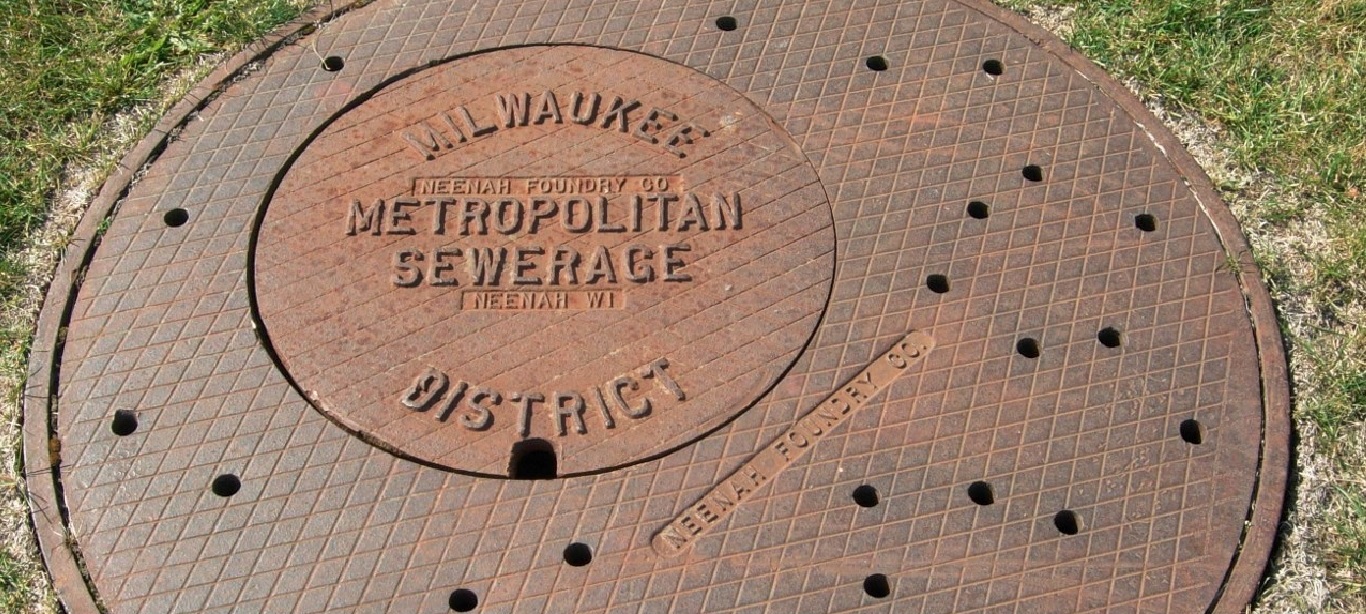 MILWAUKEE
NEENAH FOUNDRY CO
METROPOLITAN
SEWERAGE
NEENAH WI
DISTRICT
NEENAH FOUNDRY CO.